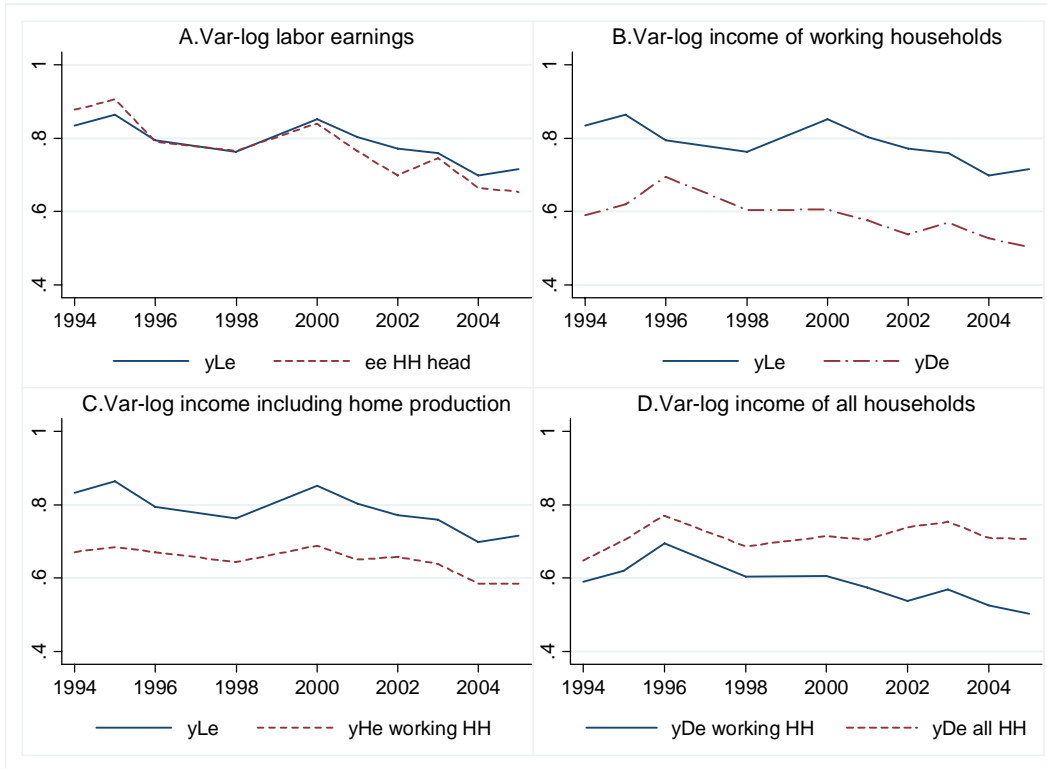 A.Var-log labor earnings
1
.8
.6
.4
1994 1996 1998 2000 2002 2004
yLe ee HH head
B.Var-log income of working households
1
.8
.6
.4
1994 1996 1998 2000 2002 2004
yLe yDe
C.Var-log income including home production
1
.8
.6
.4
1994 1996 1998 2000 2002 2004
yLe yHe working HH
D.Var-log income of all households
1
.8
.6
.4
1994 1996 1998 2000 2002 2004
yDe working HH yDe all HH